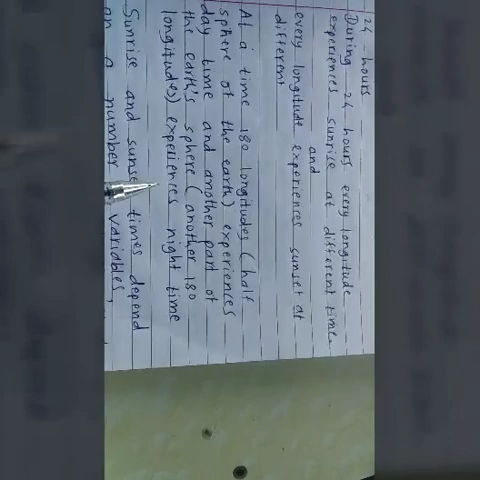 24 hours
During 24 hours every longitude
experiences sunrise at different time.
and
every longitude experiences sunset at
different
At a time 180 longitudes (half
sphere of the earth) experiences
day time and another part of
the earth's sphere (another 180
longitudes) experiences night time
Sunrise and sunset times depend
on a number variables,